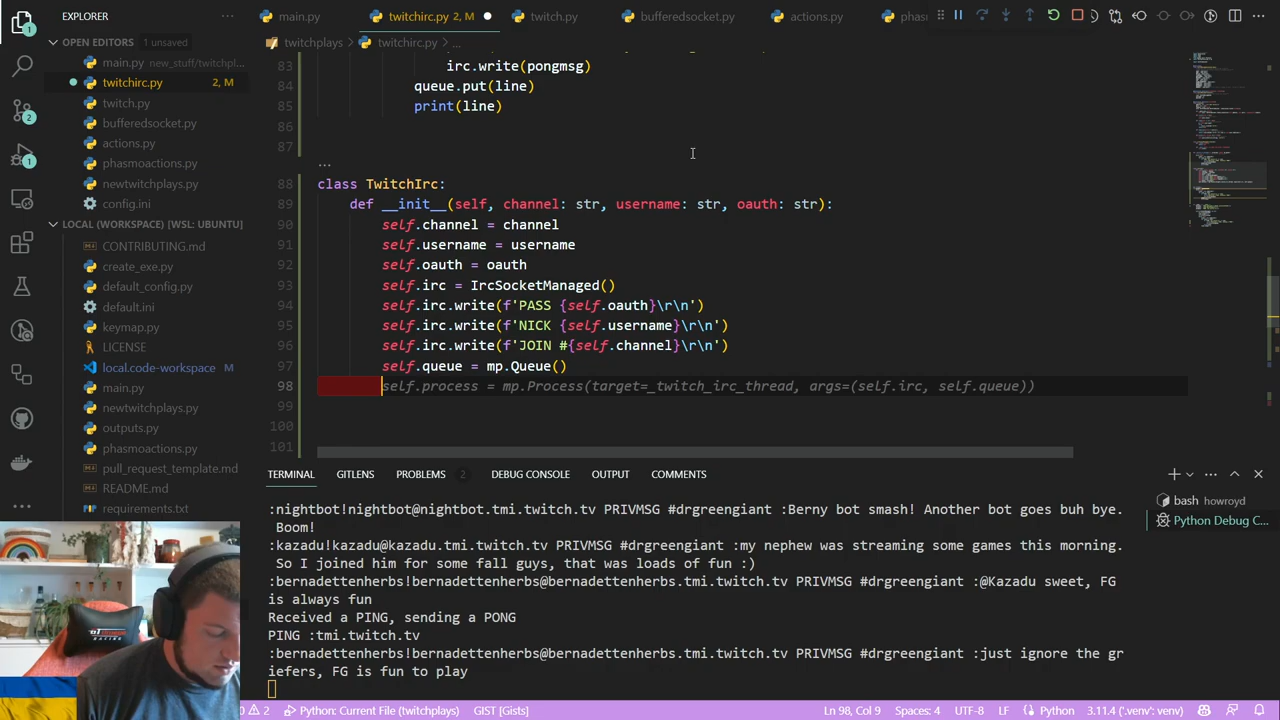 EXPLORER
OPEN EDITORS 1 unsaved
main.py new_stuff/twitchpl...
twitchirc.py 2, M
twitch.py
bufferedsocket.py
actions.py
phasmoactions.py
newtwitchplays.py
config.ini
LOCAL (WORKSPACE) [WSL: UBUNTU]
CONTRIBUTING.md
create_exe.py
default_config.py
default.ini
keymap.py
LICENSE
local.code-workspace M
main.py
newtwitchplays.py
outputs.py
phasmoactions.py
pull_request_template.md
README.md
requirements.txt
main.py
twitchirc.py 2, M
twitch.py
bufferedsocket.py
actions.py
twitchplays > twitchirc.py > ...
83 irc.write(pongmsg)
84 queue.put(line)
85 print(line)
86
87
...
88 class TwitchIrc:
89 def __init__(self, channel: str, username: str, oauth: str):
90 self.channel = channel
91 self.username = username
92 self.oauth = oauth
93 self.irc = IrcSocketManaged()
94 self.irc.write(f'PASS {self.oauth}\r\n')
95 self.irc.write(f'NICK {self.username}\r\n')
96 self.irc.write(f'JOIN #{self.channel}\r\n')
97 self.queue = mp.Queue()
98 self.process = mp.Process(target=_twitch_irc_thread, args=(self.irc, self.queue))
99
100
101
TERMINAL GITLENS PROBLEMS 2 DEBUG CONSOLE OUTPUT COMMENTS
:nightbot!nightbot@nightbot.tmi.twitch.tv PRIVMSG #drgreengiant :Berny bot smash! Another bot goes buh bye.
Boom!
:kazadu!kazadu@kazadu.tmi.twitch.tv PRIVMSG #drgreengiant :my nephew was streaming some games this morning.
So I joined him for some fall guys, that was loads of fun :)
:bernadettenherbs!bernadettenherbs@bernadettenherbs.tmi.twitch.tv PRIVMSG #drgreengiant :@Kazadu sweet, FG
is always fun
Received a PING, sending a PONG
PING :tmi.twitch.tv
:bernadettenherbs!bernadettenherbs@bernadettenherbs.tmi.twitch.tv PRIVMSG #drgreengiant :just ignore the gr
iefers, FG is fun to play
bash howroyd
Python Debug C...
2 Python: Current File (twitchplays) GIST [Gists] Ln 98, Col 9 Spaces: 4 UTF-8 LF Python 3.11.4 ('.venv': venv)